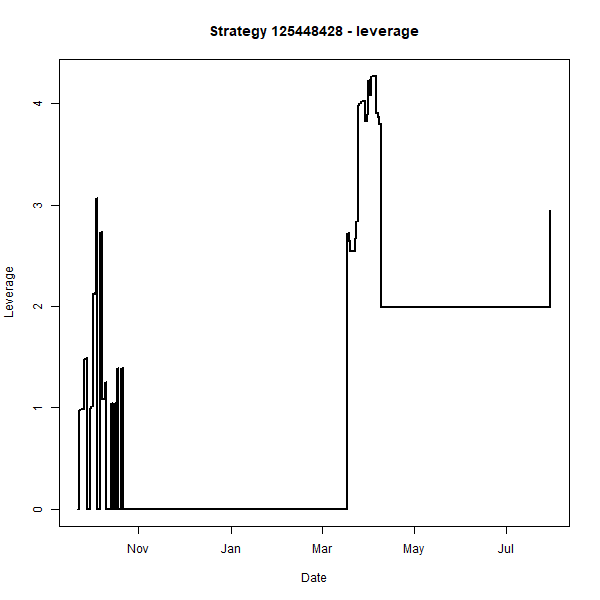 Strategy 125448428 - leverage
Leverage
4
3
2
1
0
Nov
Jan
Mar
May
Jul
Date